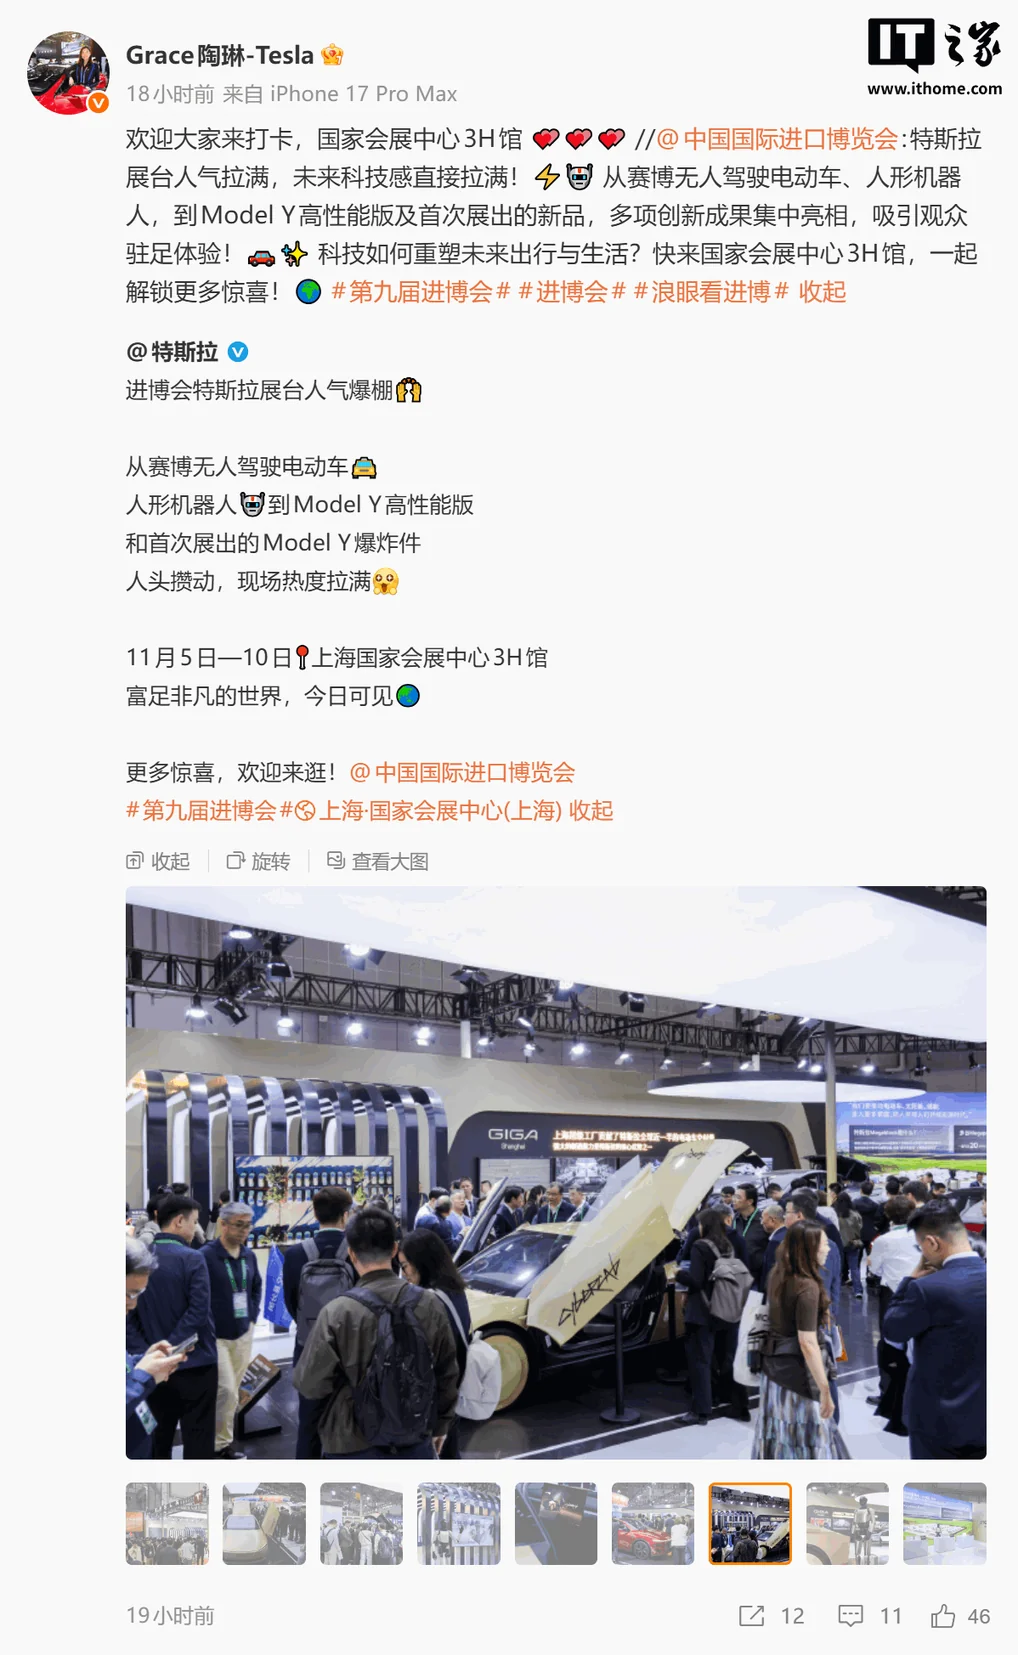 Grace陶琳-Tesla
IT之家
18小时前 来自 iPhone 17 Pro Max
www.ithome.com
欢迎大家来打卡，国家会展中心3H馆 💕💕💕 //@中国国际进口博览会:特斯拉
展台人气拉满，未来科技感直接拉满！⚡🤖 从赛博无人驾驶电动车、人形机器
人，到Model Y高性能版及首次展出的新品，多项创新成果集中亮相，吸引观众
驻足体验！🚗✨ 科技如何重塑未来出行与生活？快来国家会展中心3H馆，一起
解锁更多惊喜！🌏 #第九届进博会# #进博会# #浪眼看进博# 收起
@特斯拉
进博会特斯拉展台人气爆棚🙌
从赛博无人驾驶电动车🚖
人形机器人🤖到Model Y高性能版
和首次展出的Model Y爆炸件
人头攒动，现场热度拉满😱
11月5日—10日📍上海国家会展中心3H馆
富足非凡的世界，今日可见🌏
更多惊喜，欢迎来逛！@中国国际进口博览会
#第九届进博会# 上海·国家会展中心(上海) 收起
收起 旋转 查看大图
GIGA
Shanghai
CYBERCAB
19小时前 12 11 46